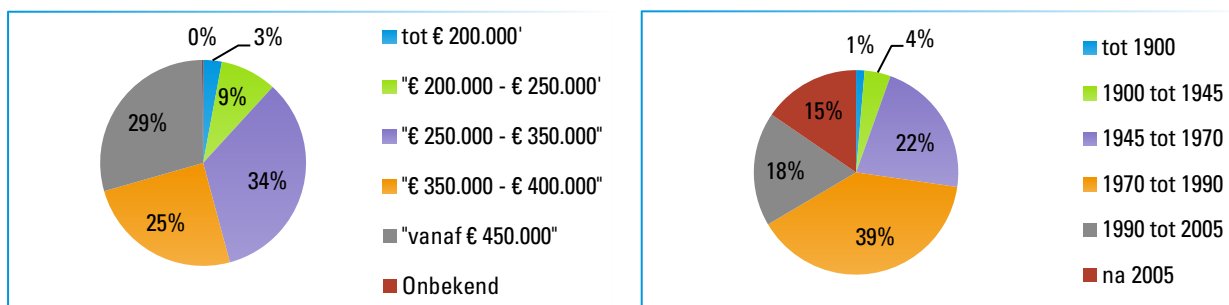 0%
3%
9%
34%
25%
29%
tot € 200.000'
"€ 200.000 - € 250.000'
"€ 250.000 - € 350.000"
"€ 350.000 - € 400.000"
"vanaf € 450.000"
Onbekend
1%
4%
22%
39%
18%
15%
tot 1900
1900 tot 1945
1945 tot 1970
1970 tot 1990
1990 tot 2005
na 2005